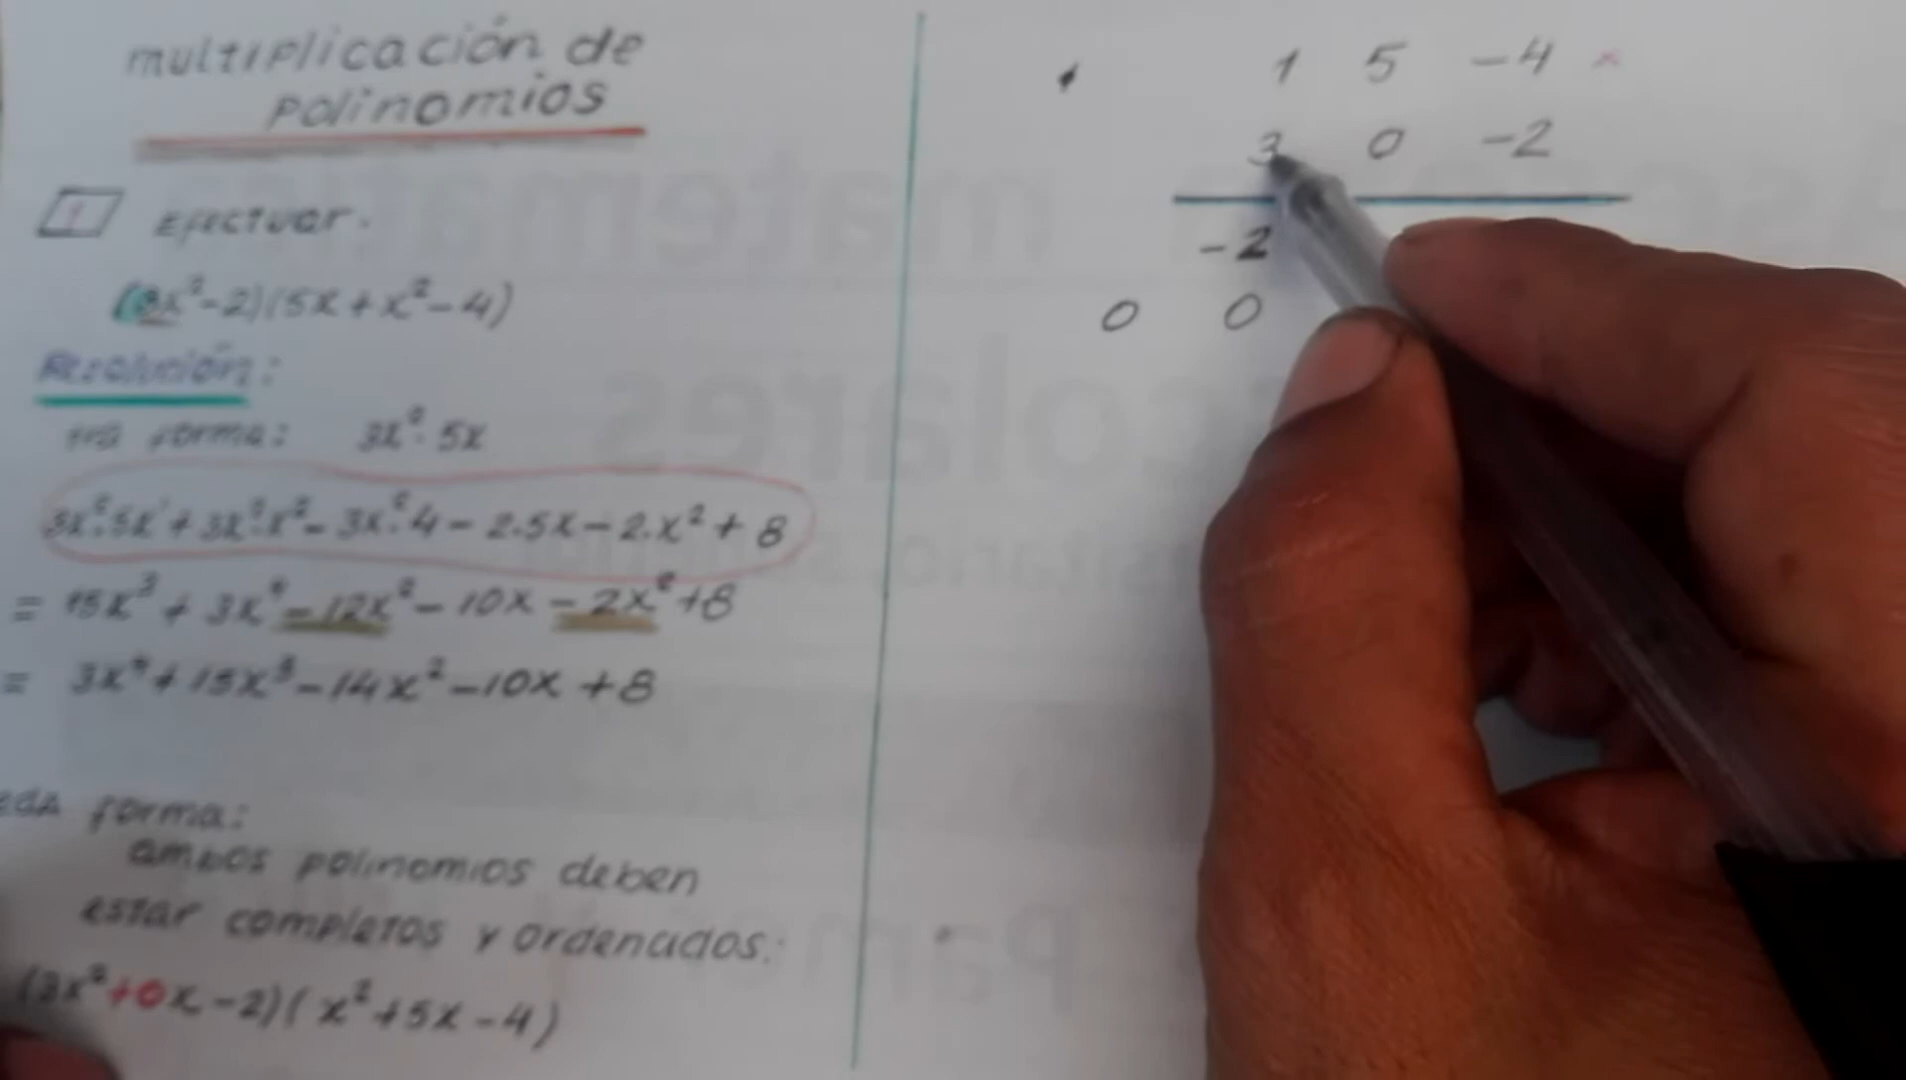 multiplicación de
polinomios
1 Efectuar.
(3x²-2)(5x+x²-4)
Resolución:
1ra forma: 3x²·5x
3x²·5x¹+3x²·x²-3x²·4-2.5x-2.x²+8
= 15x³+3x⁴-12x²-10x-2x²+8
= 3x⁴+15x³-14x²-10x+8
2da forma:
ambos polinomios deben
estar completos y ordenados:
(3x²+0x-2)(x²+5x-4)
1 5 -4 x
3 0 -2
-2
0 0